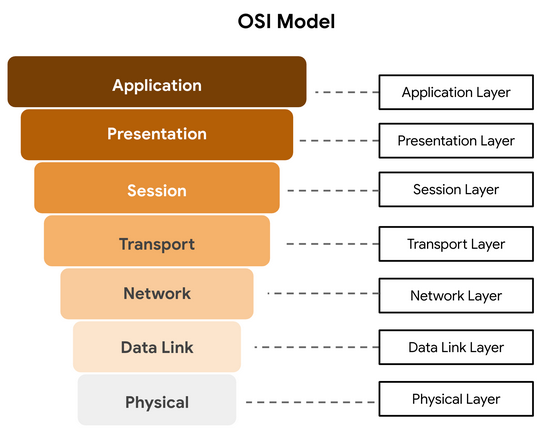 OSI Model
Application
Application Layer
Presentation
Presentation Layer
Session
Session Layer
Transport
Transport Layer
Network
Network Layer
Data Link
Data Link Layer
Physical
Physical Layer